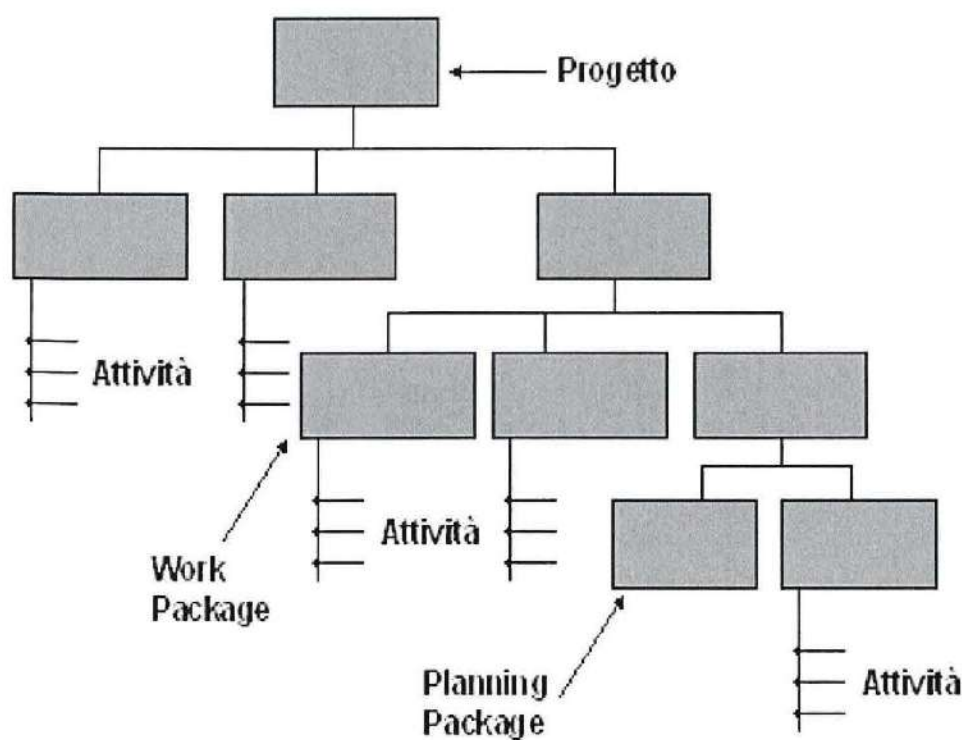 Progetto
Attività
Attività
Work
Package
Planning
Package
Attività